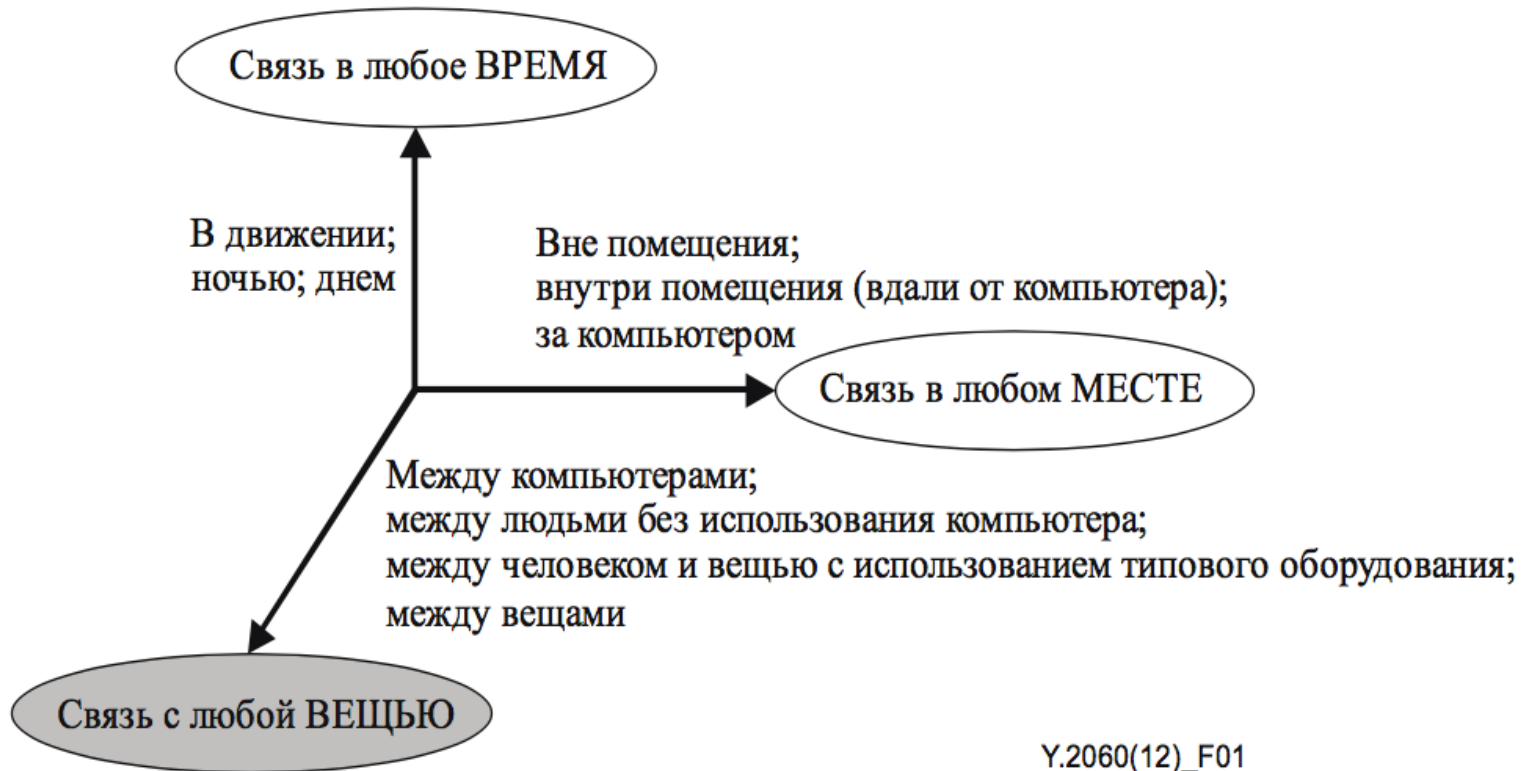 Связь в любое ВРЕМЯ
В движении;
ночью; днем
Вне помещения;
внутри помещения (вдали от компьютера);
за компьютером
Связь в любом МЕСТЕ
Между компьютерами;
между людьми без использования компьютера;
между человеком и вещью с использованием типового оборудования;
между вещами
Связь с любой ВЕЩЬЮ
Y.2060(12)_F01